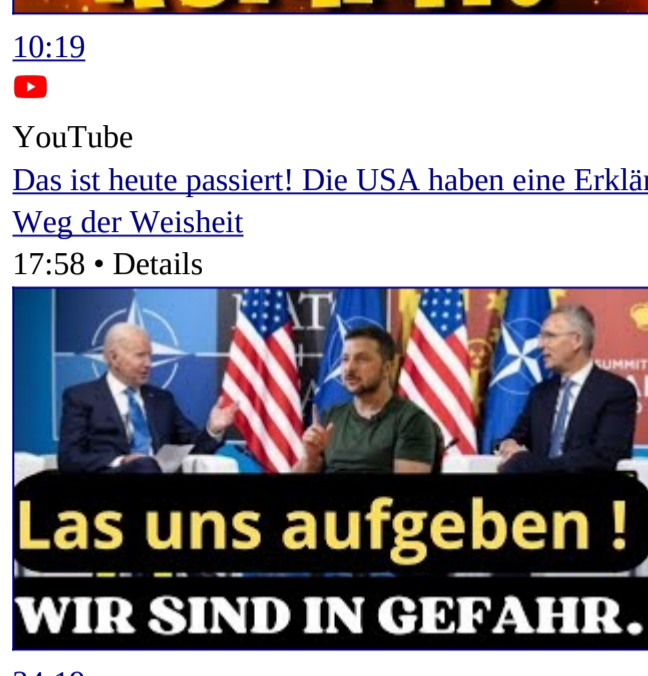 10:19
YouTube
Das ist heute passiert! Die USA haben eine
Weg der Weisheit
17:58 • Details
SUMMIT
Las uns aufgeben !
WIR SIND IN GEFAHR.